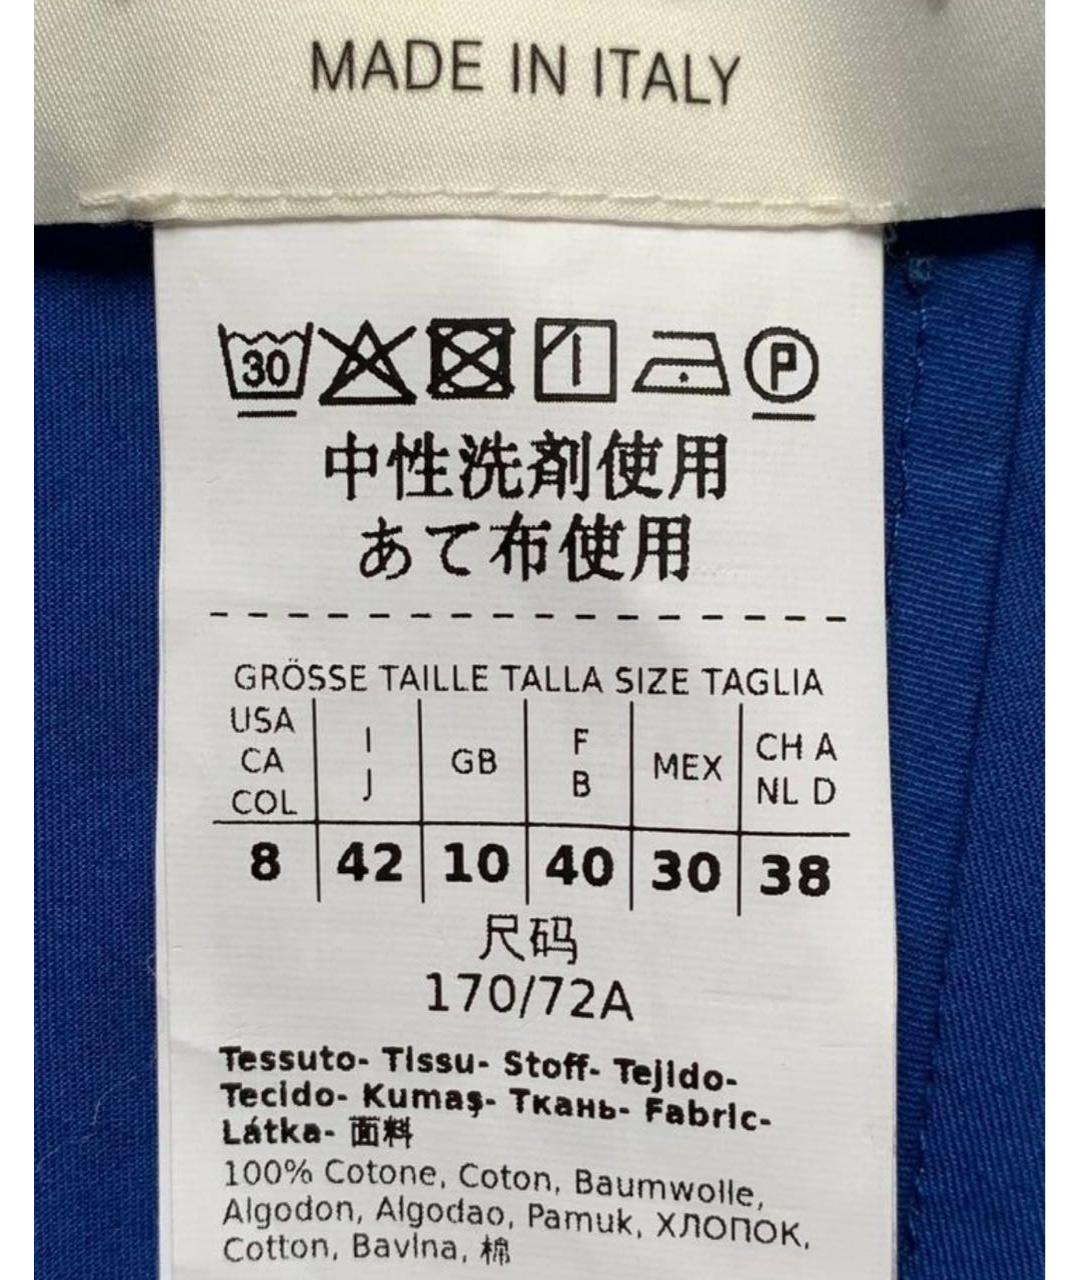 MADE IN ITALY
30 P
中性洗剤使用
あて布使用
GRÖSSE TAILLE TALLA SIZE TAGLIA
USA CA COL | I J | GB | F B | MEX | CH A NL D
8 | 42 | 10 | 40 | 30 | 38
尺码
170/72A
Tessuto- Tissu- Stoff- Tejido-
Tecido- Kumaş- Ткань- Fabric-
Látka- 面料
100% Cotone, Coton, Baumwolle,
Algodon, Algodao, Pamuk, ХЛОПОК,
Cotton, Bavlna, 棉